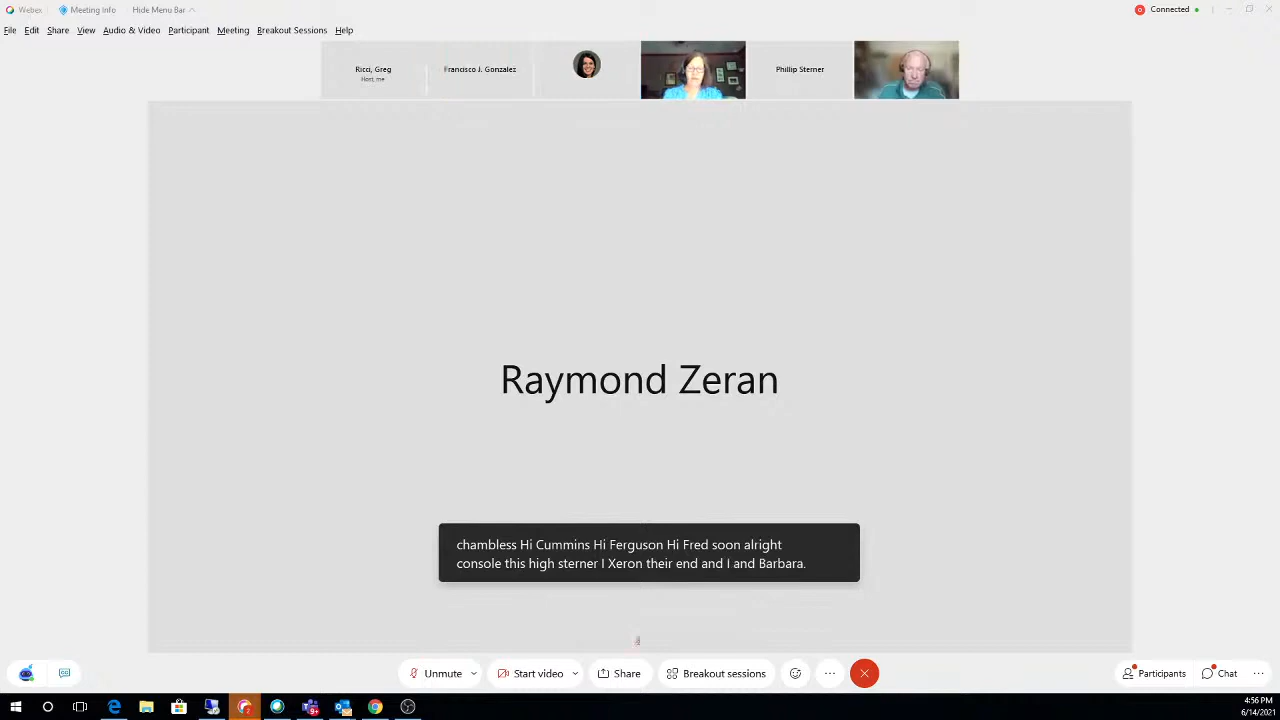 Webex
Meeting Info
Hide Menu Bar
Connected
File Edit Share View Audio & Video Participant Meeting Breakout Sessions Help
Ricci, Greg
Host, me
Francisco J. Gonzalez
Phillip Sterner
Raymond Zeran
chambless Hi Cummins Hi Ferguson Hi Fred soon alright
console this high sterner I Xeron their end and I and Barbara.
Unmute
Start video
Share
Breakout sessions
Participants
Chat
4:56 PM
6/14/2021